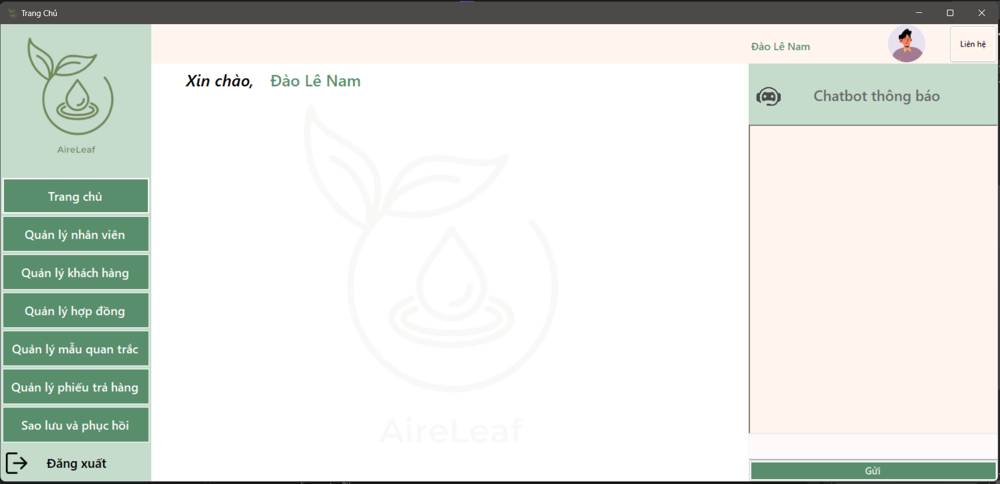 Trang Chủ
Đào Lê Nam
Liên hệ
AireLeaf
Trang chủ
Quản lý nhân viên
Quản lý khách hàng
Quản lý hợp đồng
Quản lý mẫu quan trắc
Quản lý phiếu trả hàng
Sao lưu và phục hồi
Đăng xuất
Xin chào, Đào Lê Nam
AireLeaf
Chatbot thông báo
Gửi